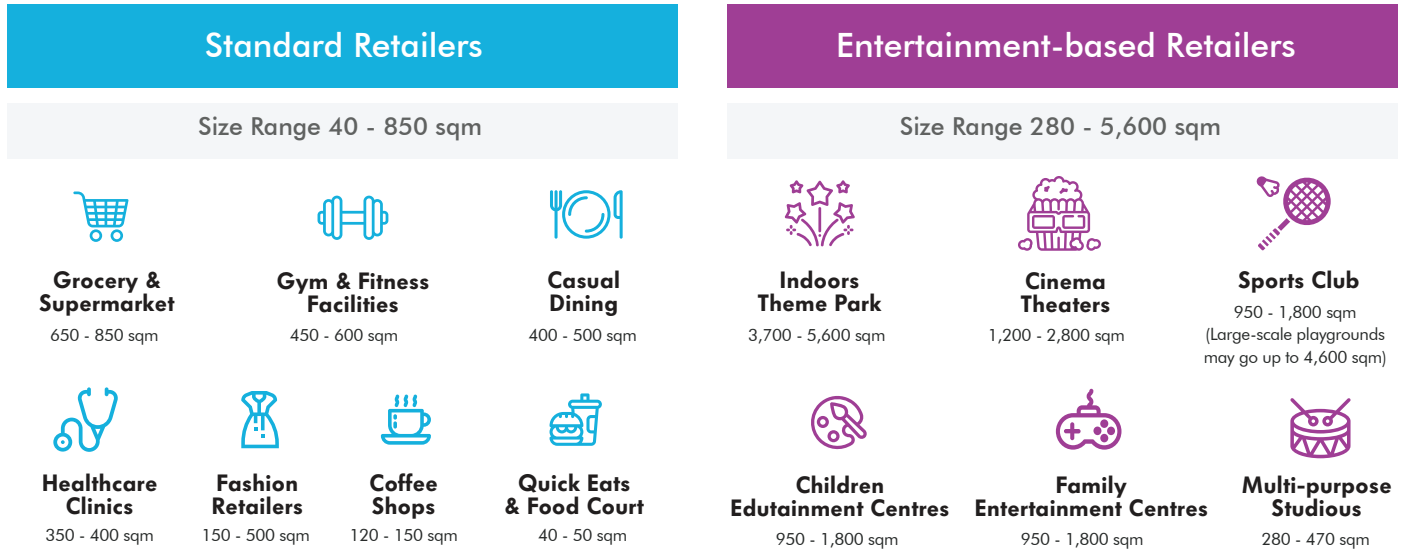 Standard Retailers
Size Range 40 - 850 sqm
Grocery &
Supermarket
650 - 850 sqm
Gym & Fitness
Facilities
450 - 600 sqm
Casual
Dining
400 - 500 sqm
Healthcare
Clinics
350 - 400 sqm
Fashion
Retailers
150 - 500 sqm
Coffee
Shops
120 - 150 sqm
Quick Eats
& Food Court
40 - 50 sqm
Entertainment-based Retailers
Size Range 280 - 5,600 sqm
Indoors
Theme Park
3,700 - 5,600 sqm
Cinema
Theaters
1,200 - 2,800 sqm
Sports Club
950 - 1,800 sqm
(Large-scale playgrounds
may go up to 4,600 sqm)
Children
Edutainment Centres
950 - 1,800 sqm
Family
Entertainment Centres
950 - 1,800 sqm
Multi-purpose
Studious
280 - 470 sqm